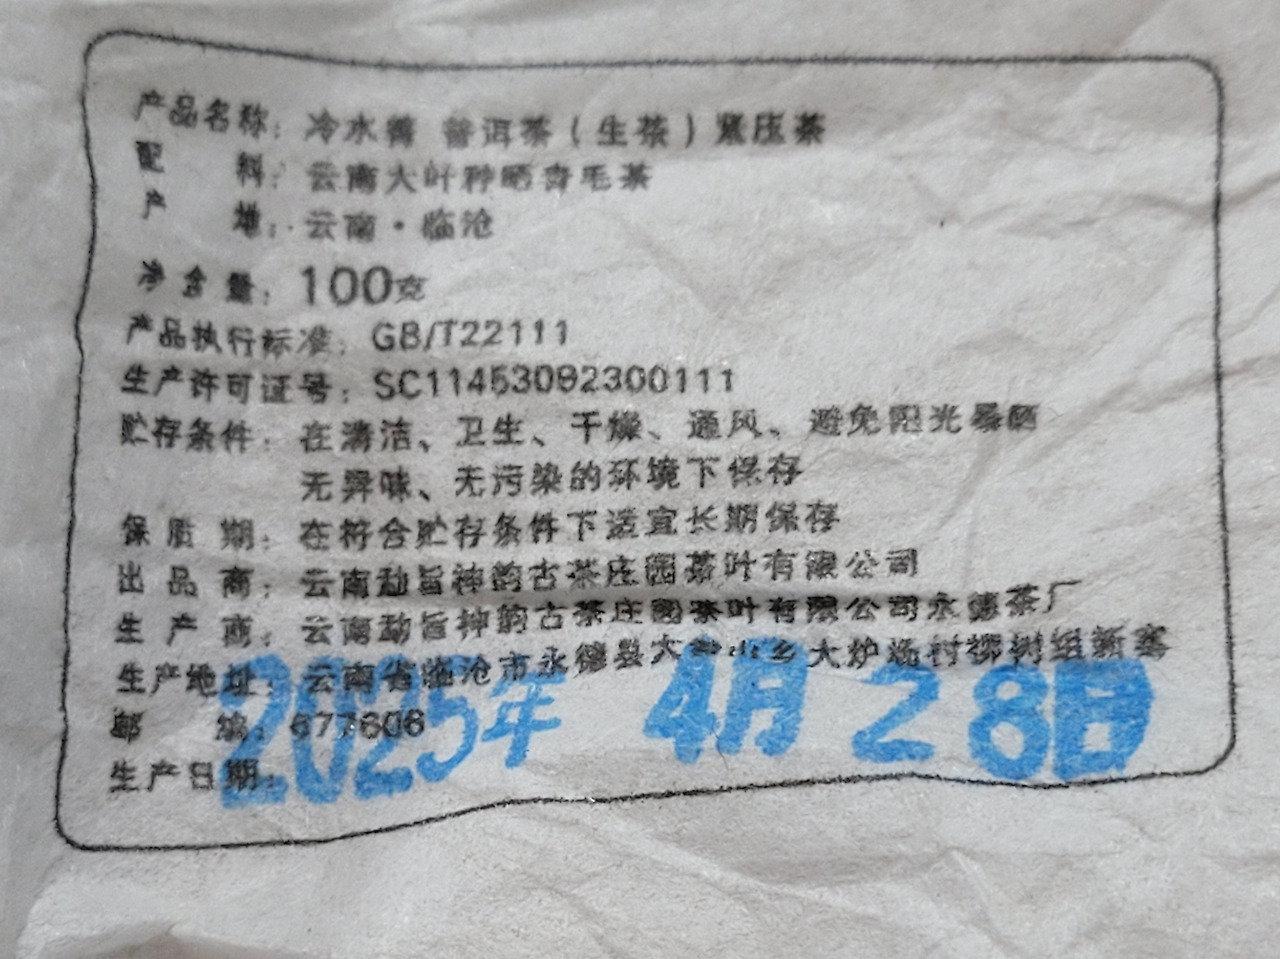 产品名称：冷水箐 普洱茶（生茶）紧压茶
配 料：云南大叶种晒青毛茶
产 地：云南·临沧
净含量：100克
产品执行标准：GB/T22111
生产许可证号：SC11453092300111
贮存条件：在清洁、卫生、干燥、通风、避免阳光暴晒
无异味、无污染的环境下保存
保质期：在符合贮存条件下适宜长期保存
出品商：云南勐旨神韵古茶庄园茶叶有限公司
生产商：云南勐旨神韵古茶庄园茶叶有限公司永德茶厂
生产地址：云南省临沧市永德县大雪山乡大炉场村柳树组新寨
邮 编：677606
生产日期：2025年 4月28日